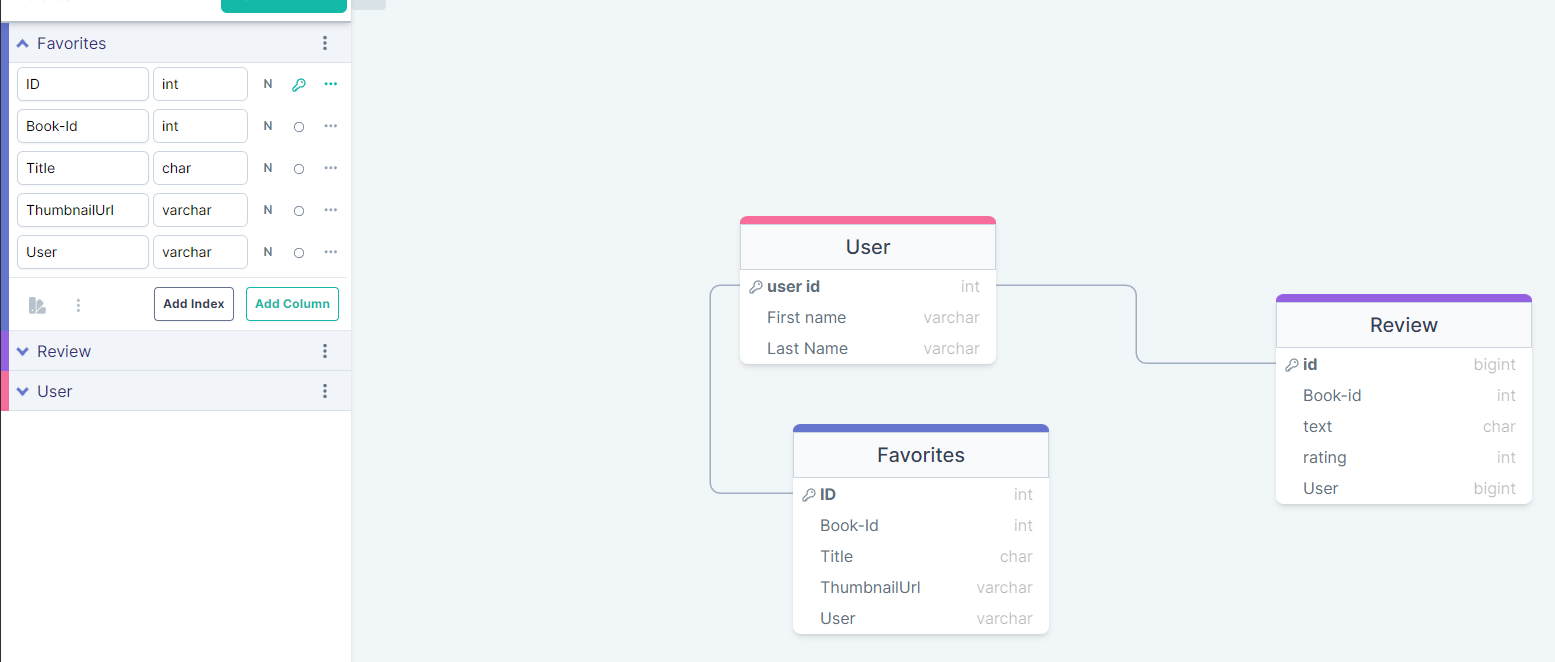 Favorites
ID int N
Book-Id int N
Title char N
ThumbnailUrl varchar N
User varchar N
Add Index Add Column
Review
User
User
user id int
First name varchar
Last Name varchar
Review
id bigint
Book-id int
text char
rating int
User bigint
Favorites
ID int
Book-Id int
Title char
ThumbnailUrl varchar
User varchar